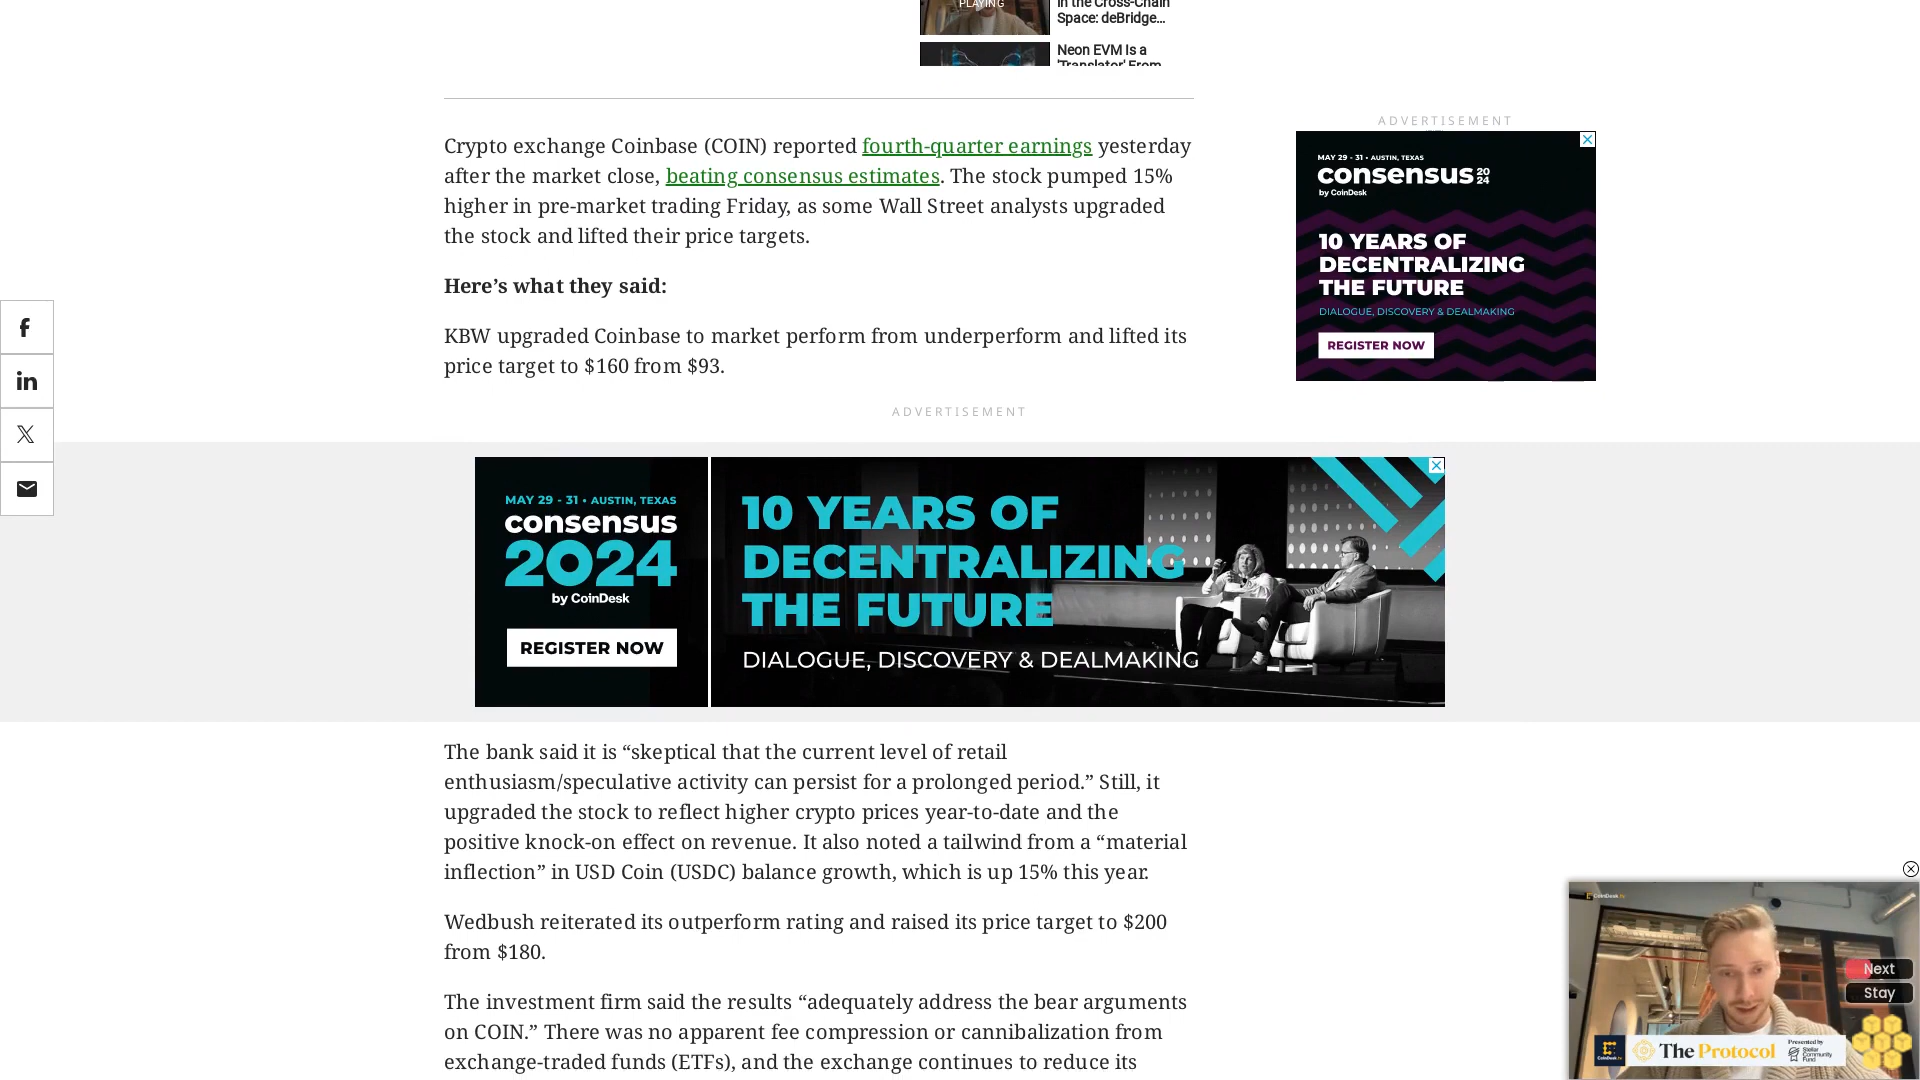 PLAYING
in the Cross-Chain
Space: deBridge...
Neon EVM Is a
'Translator' From
Crypto exchange Coinbase (COIN) reported fourth-quarter earnings yesterday
after the market close, beating consensus estimates. The stock pumped 15%
higher in pre-market trading Friday, as some Wall Street analysts upgraded
the stock and lifted their price targets.
Here’s what they said:
KBW upgraded Coinbase to market perform from underperform and lifted its
price target to $160 from $93.
ADVERTISEMENT
MAY 29 - 31 • AUSTIN, TEXAS
consensus 2024
by CoinDesk
10 YEARS OF
DECENTRALIZING
THE FUTURE
DIALOGUE, DISCOVERY & DEALMAKING
REGISTER NOW
ADVERTISEMENT
MAY 29 - 31 • AUSTIN, TEXAS
consensus
2024
by CoinDesk
REGISTER NOW
10 YEARS OF
DECENTRALIZING
THE FUTURE
DIALOGUE, DISCOVERY & DEALMAKING
The bank said it is “skeptical that the current level of retail
enthusiasm/speculative activity can persist for a prolonged period.” Still, it
upgraded the stock to reflect higher crypto prices year-to-date and the
positive knock-on effect on revenue. It also noted a tailwind from a “material
inflection” in USD Coin (USDC) balance growth, which is up 15% this year.
Wedbush reiterated its outperform rating and raised its price target to $200
from $180.
The investment firm said the results “adequately address the bear arguments
on COIN.” There was no apparent fee compression or cannibalization from
exchange-traded funds (ETFs), and the exchange continues to reduce its
CoinDesk tv
Next
Stay
CoinDesk tv
The Protocol
Presented by
Stellar
Community
Fund